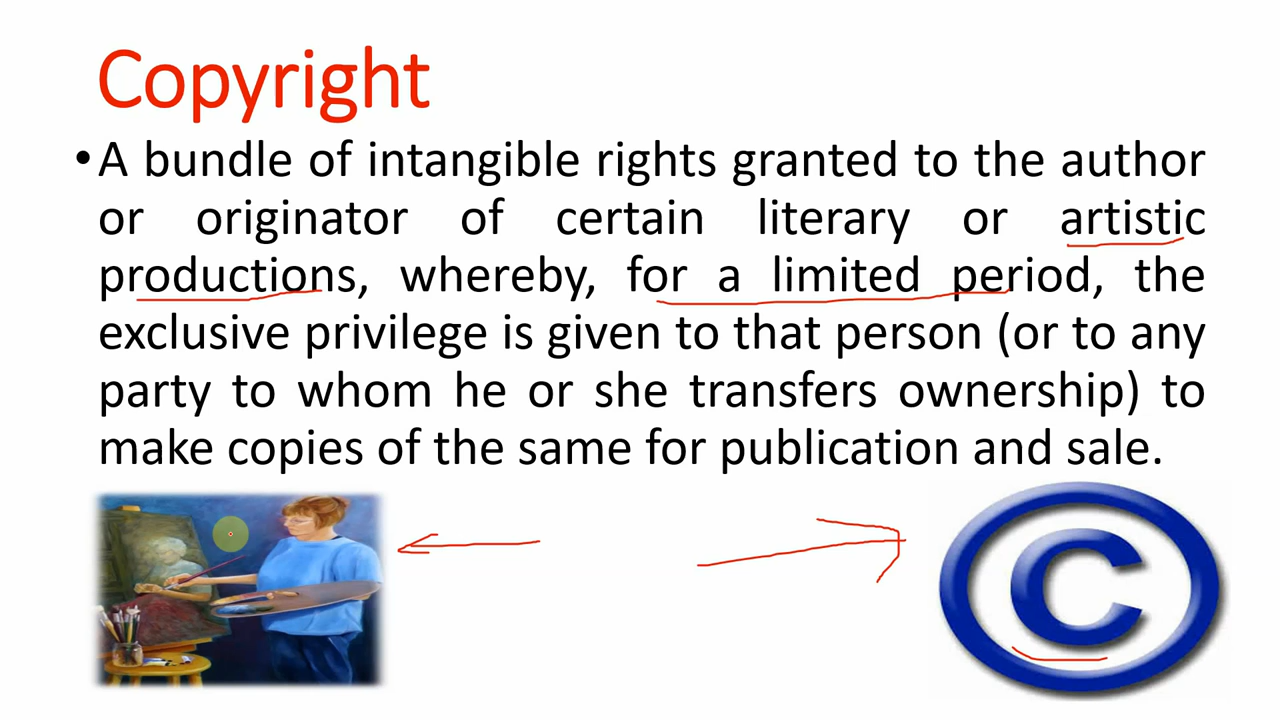 Copyright
•A bundle of intangible rights granted to the author
or originator of certain literary or artistic
productions, whereby, for a limited period, the
exclusive privilege is given to that person (or to any
party to whom he or she transfers ownership) to
make copies of the same for publication and sale.
©